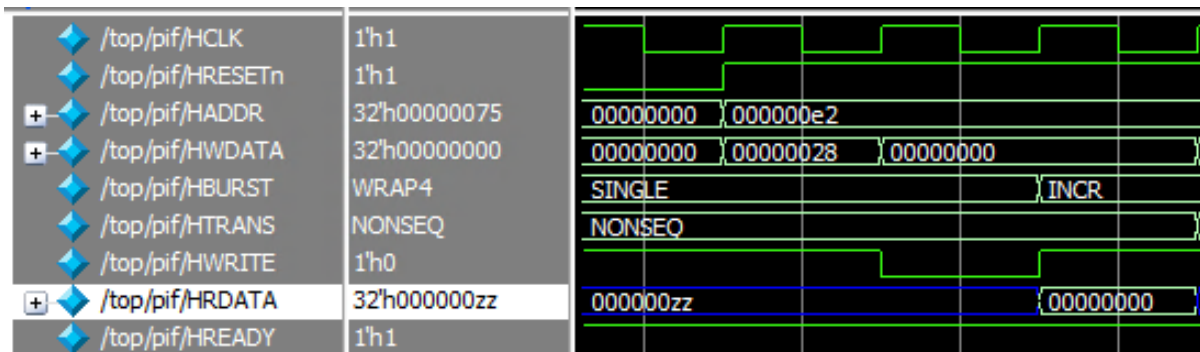 /top/pif/HCLK 1'h1
/top/pif/HRESETn 1'h1
/top/pif/HADDR 32'h00000075 00000000 000000e2
/top/pif/HWDATA 32'h00000000 00000000 00000028 00000000
/top/pif/HBURST WRAP4 SINGLE INCR
/top/pif/HTRANS NONSEQ NONSEQ
/top/pif/HWRITE 1'h0
/top/pif/HRDATA 32'h000000zz 000000zz 00000000
/top/pif/HREADY 1'h1